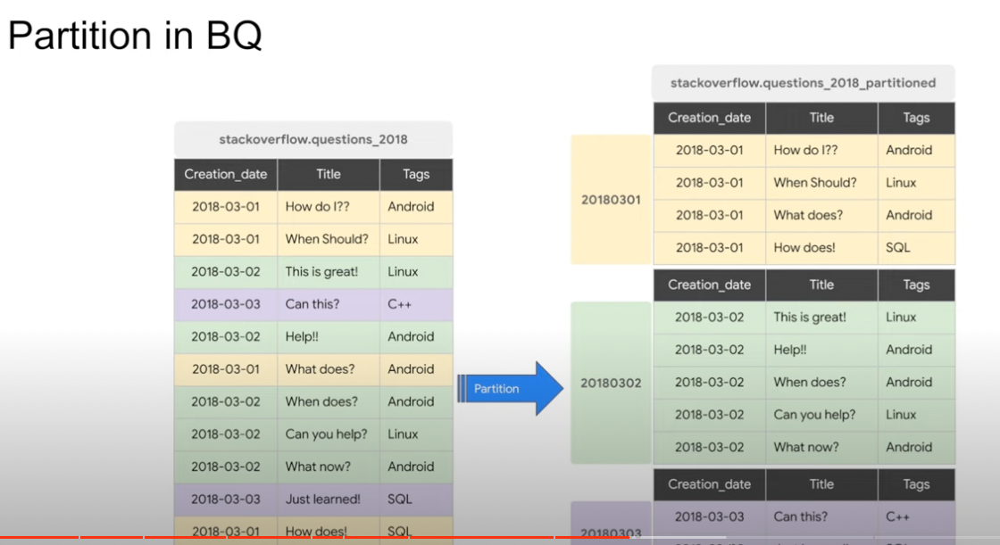 Partition in BQ
stackoverflow.questions_2018
Creation_date Title Tags
2018-03-01 How do I?? Android
2018-03-01 When Should? Linux
2018-03-02 This is great! Linux
2018-03-03 Can this? C++
2018-03-02 Help!! Android
2018-03-01 What does? Android
2018-03-02 When does? Android
2018-03-02 Can you help? Linux
2018-03-02 What now? Android
2018-03-03 Just learned! SQL
2018-03-01 How does! SQL
Partition
stackoverflow.questions_2018_partitioned
20180301
Creation_date Title Tags
2018-03-01 How do I?? Android
2018-03-01 When Should? Linux
2018-03-01 What does? Android
2018-03-01 How does! SQL
20180302
Creation_date Title Tags
2018-03-02 This is great! Linux
2018-03-02 Help!! Android
2018-03-02 When does? Android
2018-03-02 Can you help? Linux
2018-03-02 What now? Android
20180303
Creation_date Title Tags
2018-03-03 Can this? C++